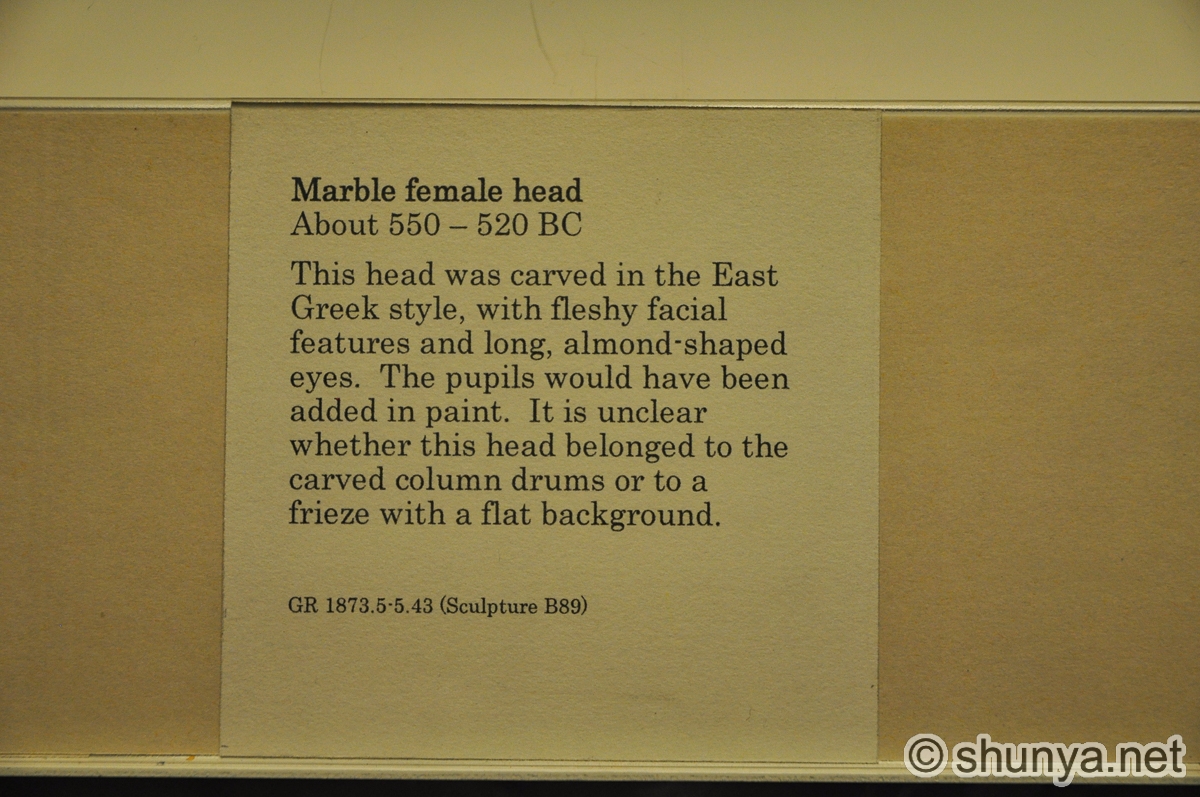 Marble female head
About 550 – 520 BC
This head was carved in the East
Greek style, with fleshy facial
features and long, almond-shaped
eyes.  The pupils would have been
added in paint.  It is unclear
whether this head belonged to the
carved column drums or to a
frieze with a flat background.
GR 1873.5-5.43 (Sculpture B89)
© shunya.net